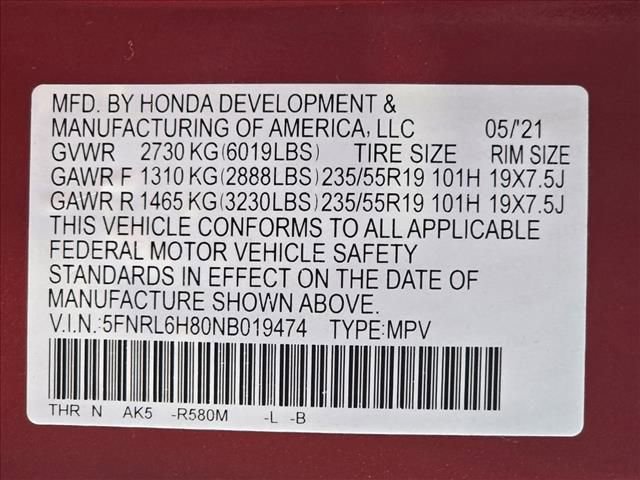 MFD. BY HONDA DEVELOPMENT &
MANUFACTURING OF AMERICA, LLC 05/'21
GVWR 2730 KG(6019LBS) TIRE SIZE RIM SIZE
GAWR F 1310 KG(2888LBS)235/55R19 101H 19X7.5J
GAWR R 1465 KG(3230LBS)235/55R19 101H 19X7.5J
THIS VEHICLE CONFORMS TO ALL APPLICABLE
FEDERAL MOTOR VEHICLE SAFETY
STANDARDS IN EFFECT ON THE DATE OF
MANUFACTURE SHOWN ABOVE.
V.I.N.:5FNRL6H80NB019474 TYPE:MPV
THR N AK5 -R580M -L -B